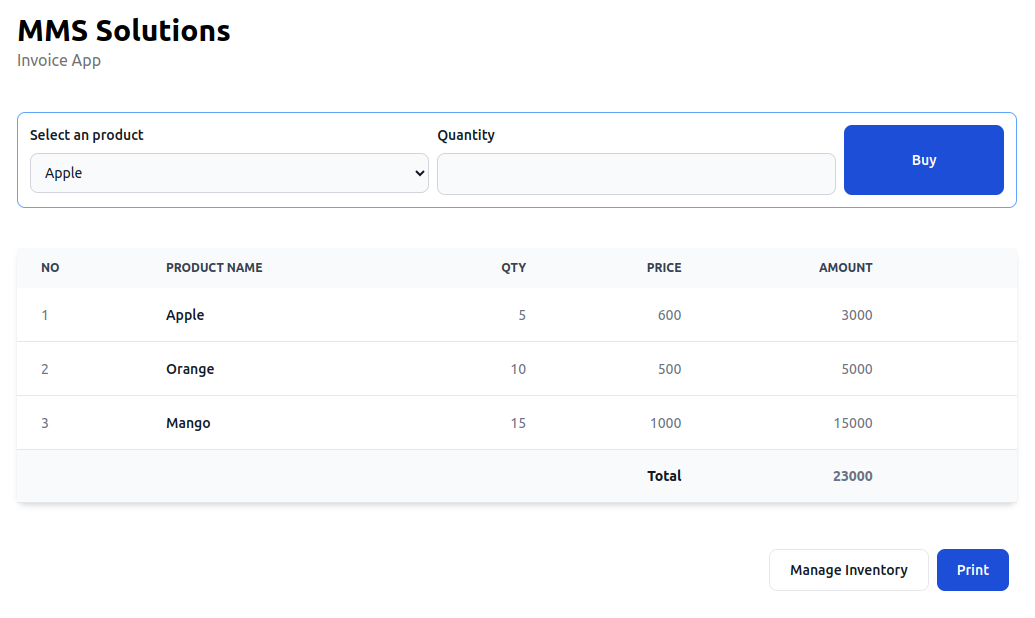 MMS Solutions
Invoice App
Select an product Quantity
Apple Buy
NO PRODUCT NAME QTY PRICE AMOUNT
1 Apple 5 600 3000
2 Orange 10 500 5000
3 Mango 15 1000 15000
Total 23000
Manage Inventory Print